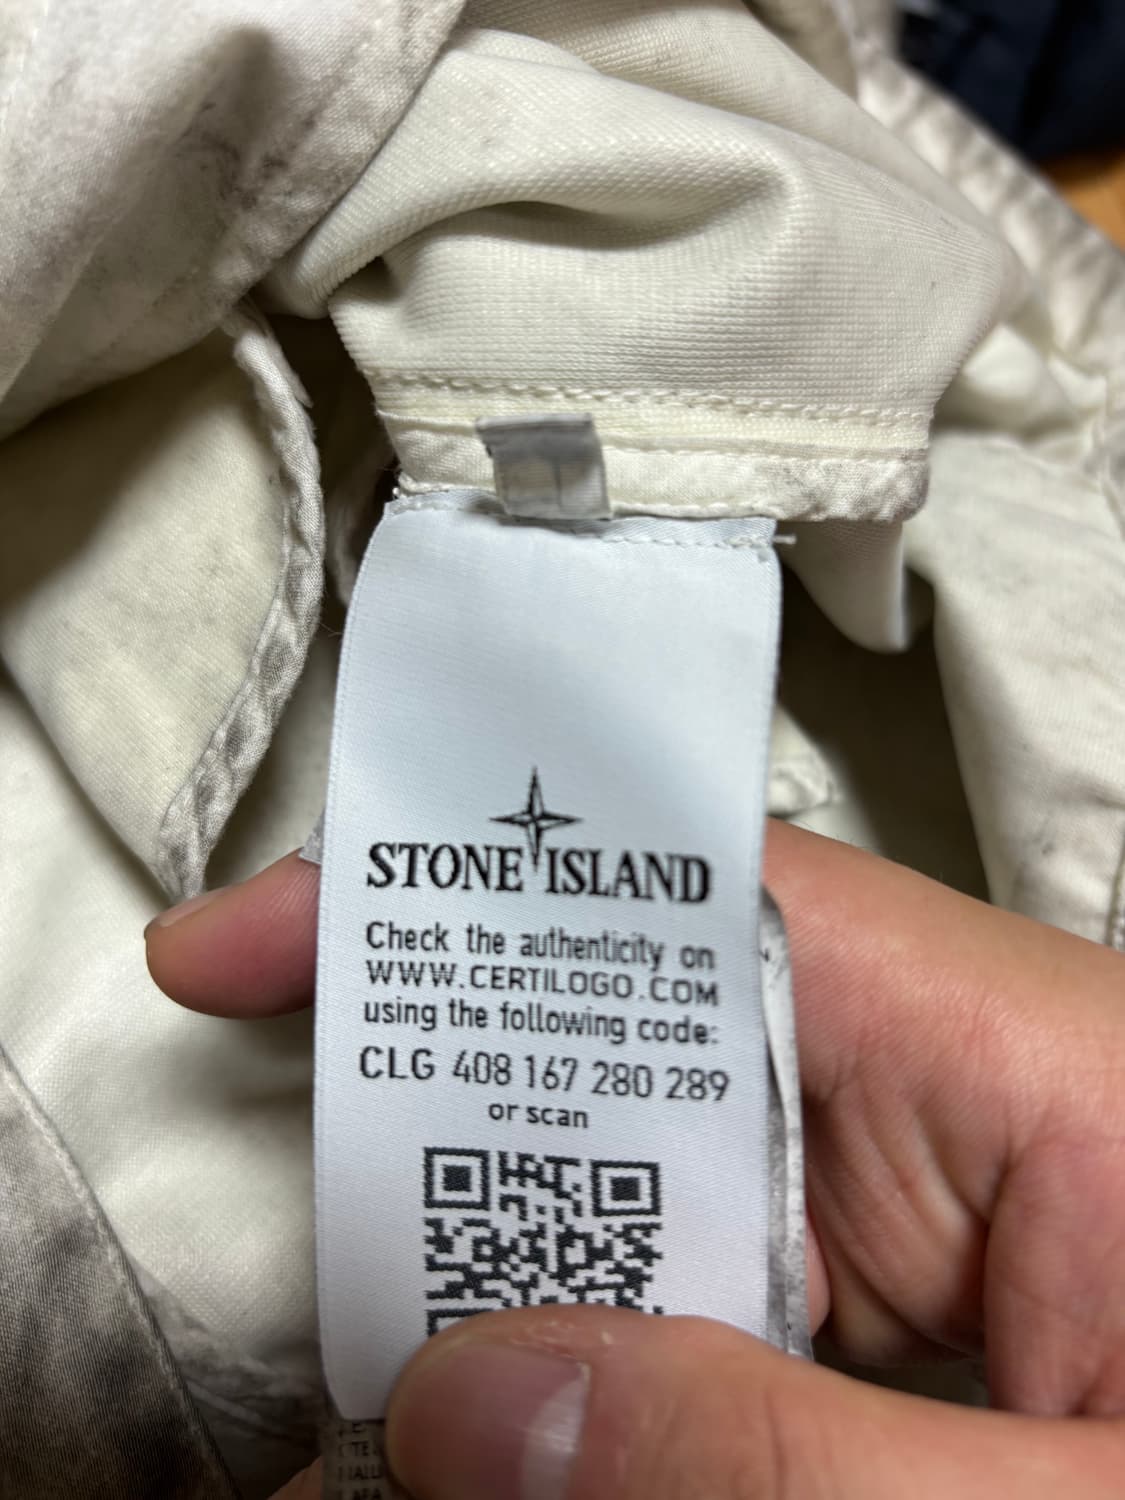 STONE ISLAND
Check the authenticity on
WWW.CERTILOGO.COM
using the following code:
CLG 408 167 280 289
or scan